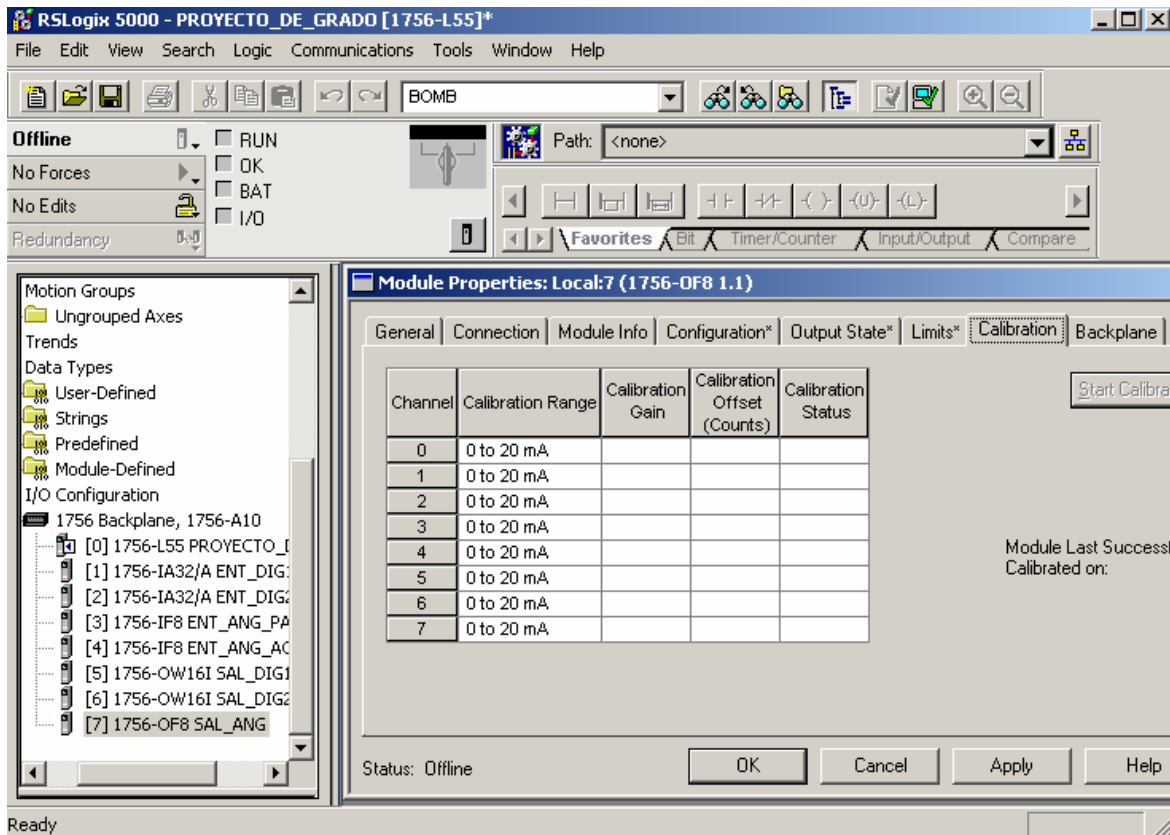 RSLogix 5000 - PROYECTO_DE_GRADO [1756-L55]*
File Edit View Search Logic Communications Tools Window Help
BOMB
Offline
RUN
Path: <none>
No Forces
OK
No Edits
BAT
I/O
Redundancy
Favorites Bit Timer/Counter Input/Output Compare
Motion Groups
Ungrouped Axes
Trends
Data Types
User-Defined
Strings
Predefined
Module-Defined
I/O Configuration
1756 Backplane, 1756-A10
[0] 1756-L55 PROYECTO_D
[1] 1756-IA32/A ENT_DIG1
[2] 1756-IA32/A ENT_DIG2
[3] 1756-IF8 ENT_ANG_PA
[4] 1756-IF8 ENT_ANG_AC
[5] 1756-OW16I SAL_DIG1
[6] 1756-OW16I SAL_DIG2
[7] 1756-OF8 SAL_ANG
Module Properties: Local:7 (1756-OF8 1.1)
General Connection Module Info Configuration* Output State* Limits* Calibration Backplane
Channel Calibration Range Calibration Gain Calibration Offset (Counts) Calibration Status
0 0 to 20 mA
1 0 to 20 mA
2 0 to 20 mA
3 0 to 20 mA
4 0 to 20 mA
5 0 to 20 mA
6 0 to 20 mA
7 0 to 20 mA
Start Calibra
Module Last Successf
Calibrated on:
Status: Offline
OK Cancel Apply Help
Ready